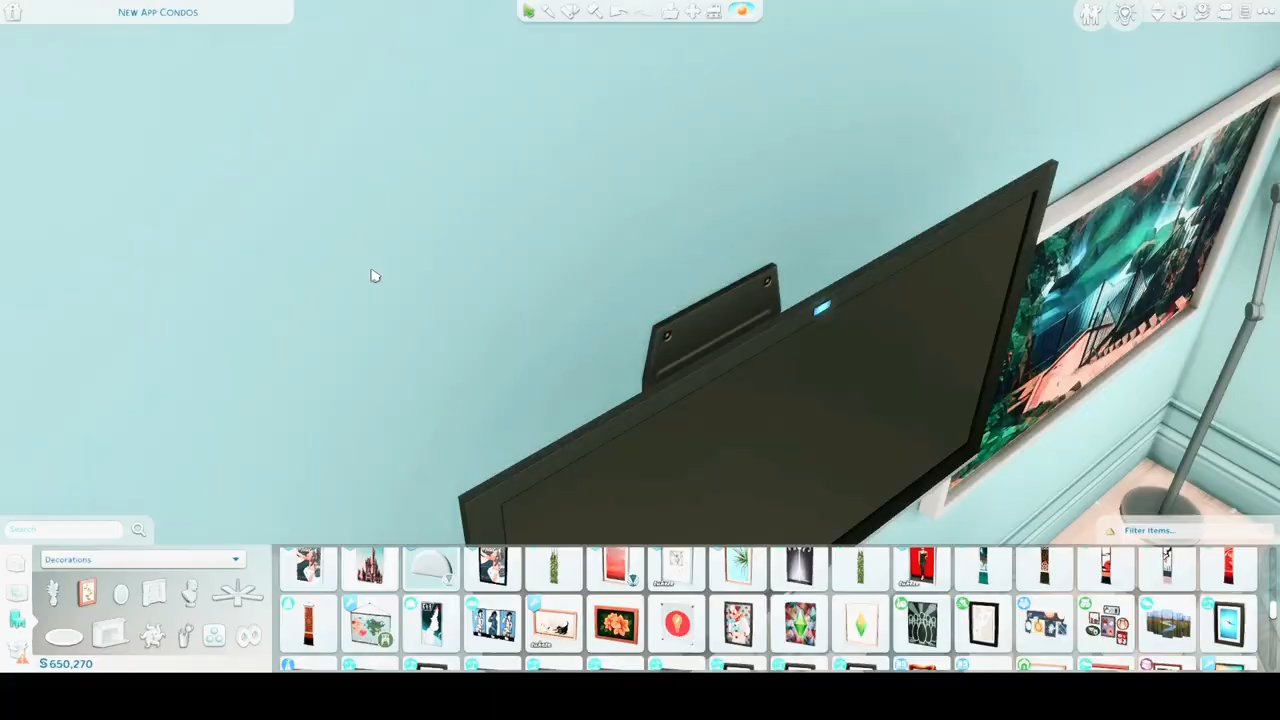 New App Condos
Search
Filter Items...
Decorations
§650,270